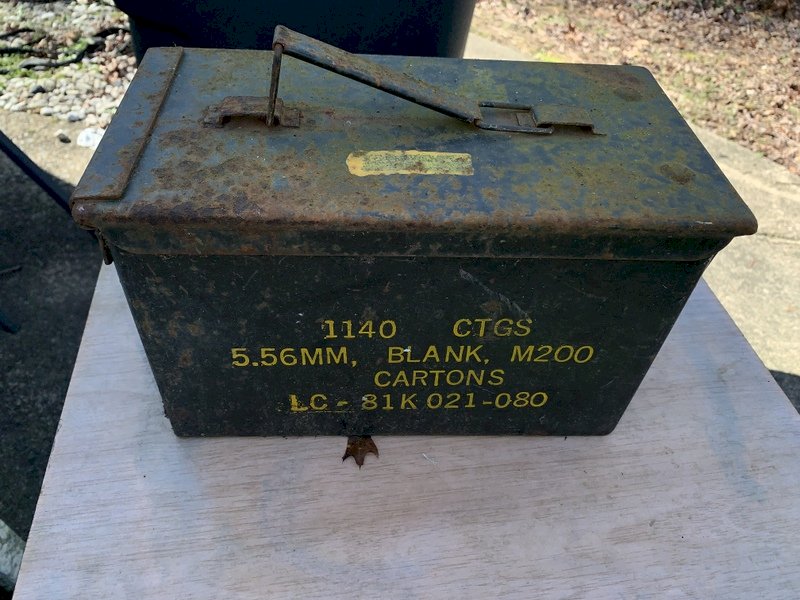 1140 CTGS
5.56MM, BLANK, M200
CARTONS
LC - 81K 021-080